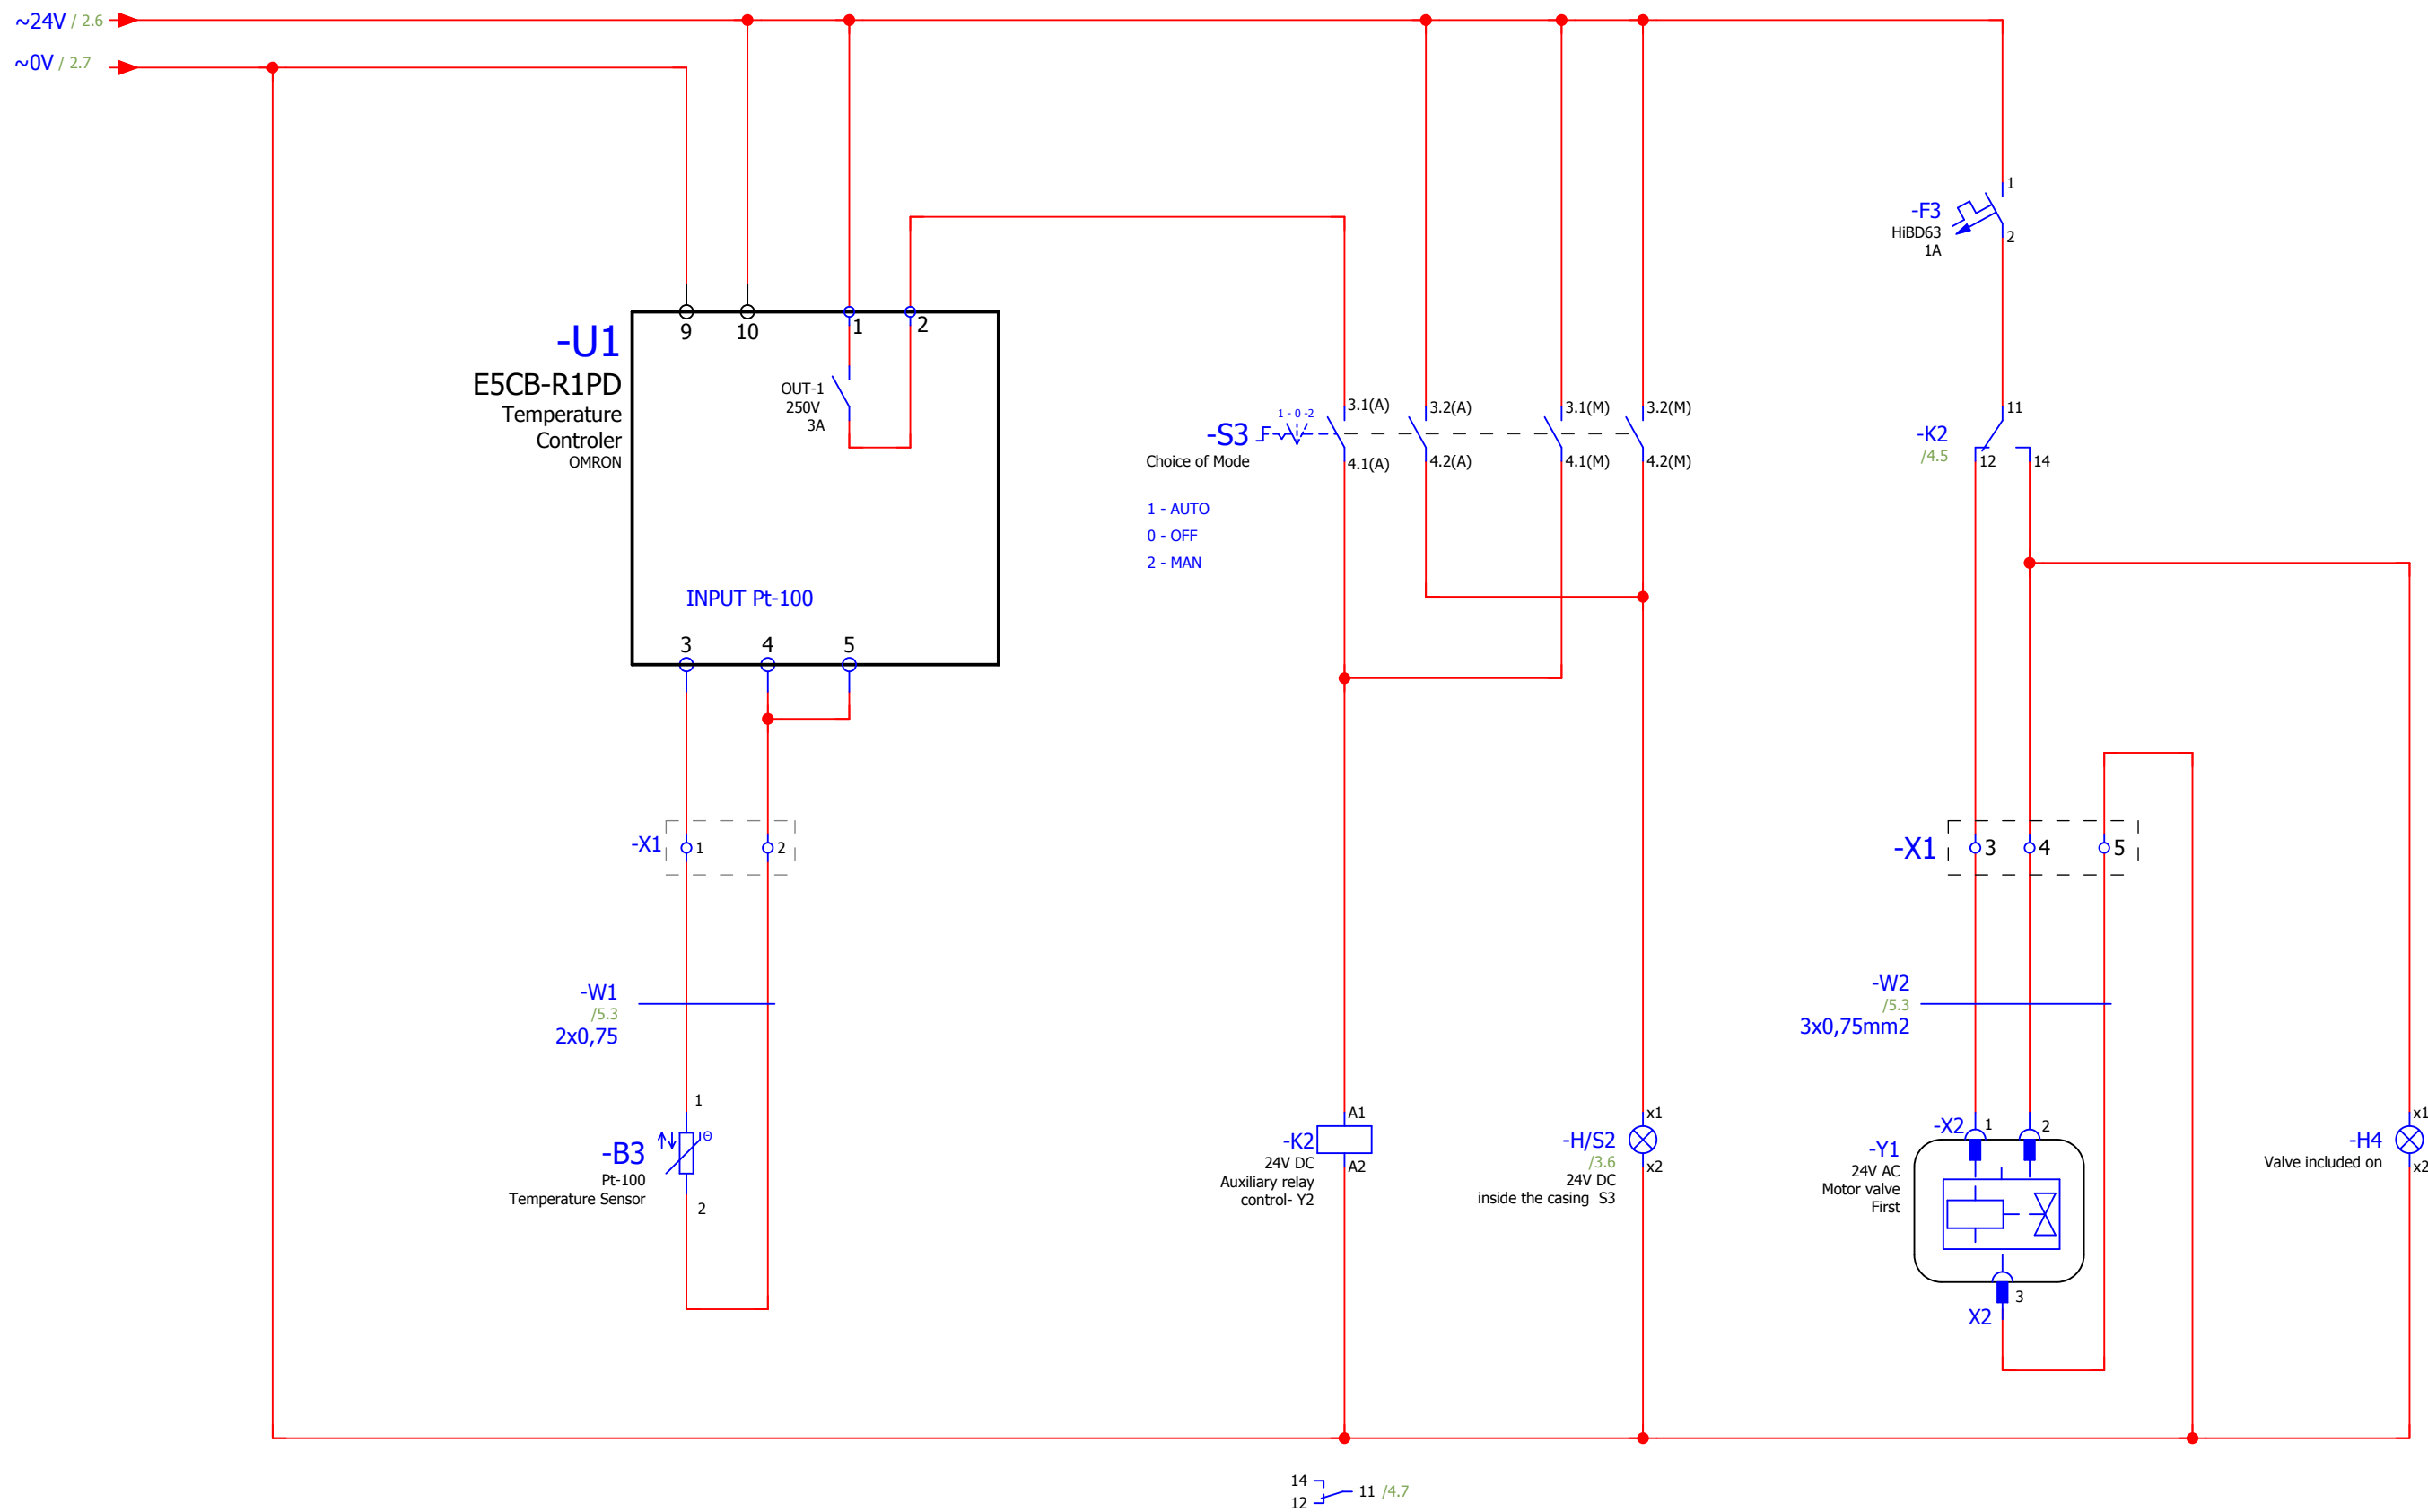 ~24V / 2.6
~0V / 2.7
1
-F3
HiBD63
2
1A
9
10
1
2
-U1
E5CB-R1PD
Temperature
Controler
OMRON
OUT-1
250V
3A
INPUT Pt-100
3
4
5
1 - 0 -2
-S3
Choice of Mode
3.1(A)
3.2(A)
3.1(M)
3.2(M)
4.1(A)
4.2(A)
4.1(M)
4.2(M)
1 - AUTO
0 - OFF
2 - MAN
11
-K2
/4.5
12
14
-X1
1
2
-X1
3
4
5
-W1
/5.3
2x0,75
-W2
/5.3
3x0,75mm2
1
-B3
Θ
Pt-100
Temperature Sensor
2
A1
-K2
24V DC
A2
Auxiliary relay
control- Y2
x1
-H/S2
/3.6
x2
24V DC
inside the casing S3
-X2
1
2
-Y1
24V AC
Motor valve
First
3
X2
x1
-H4
Valve included on
x2
14
12
11 /4.7